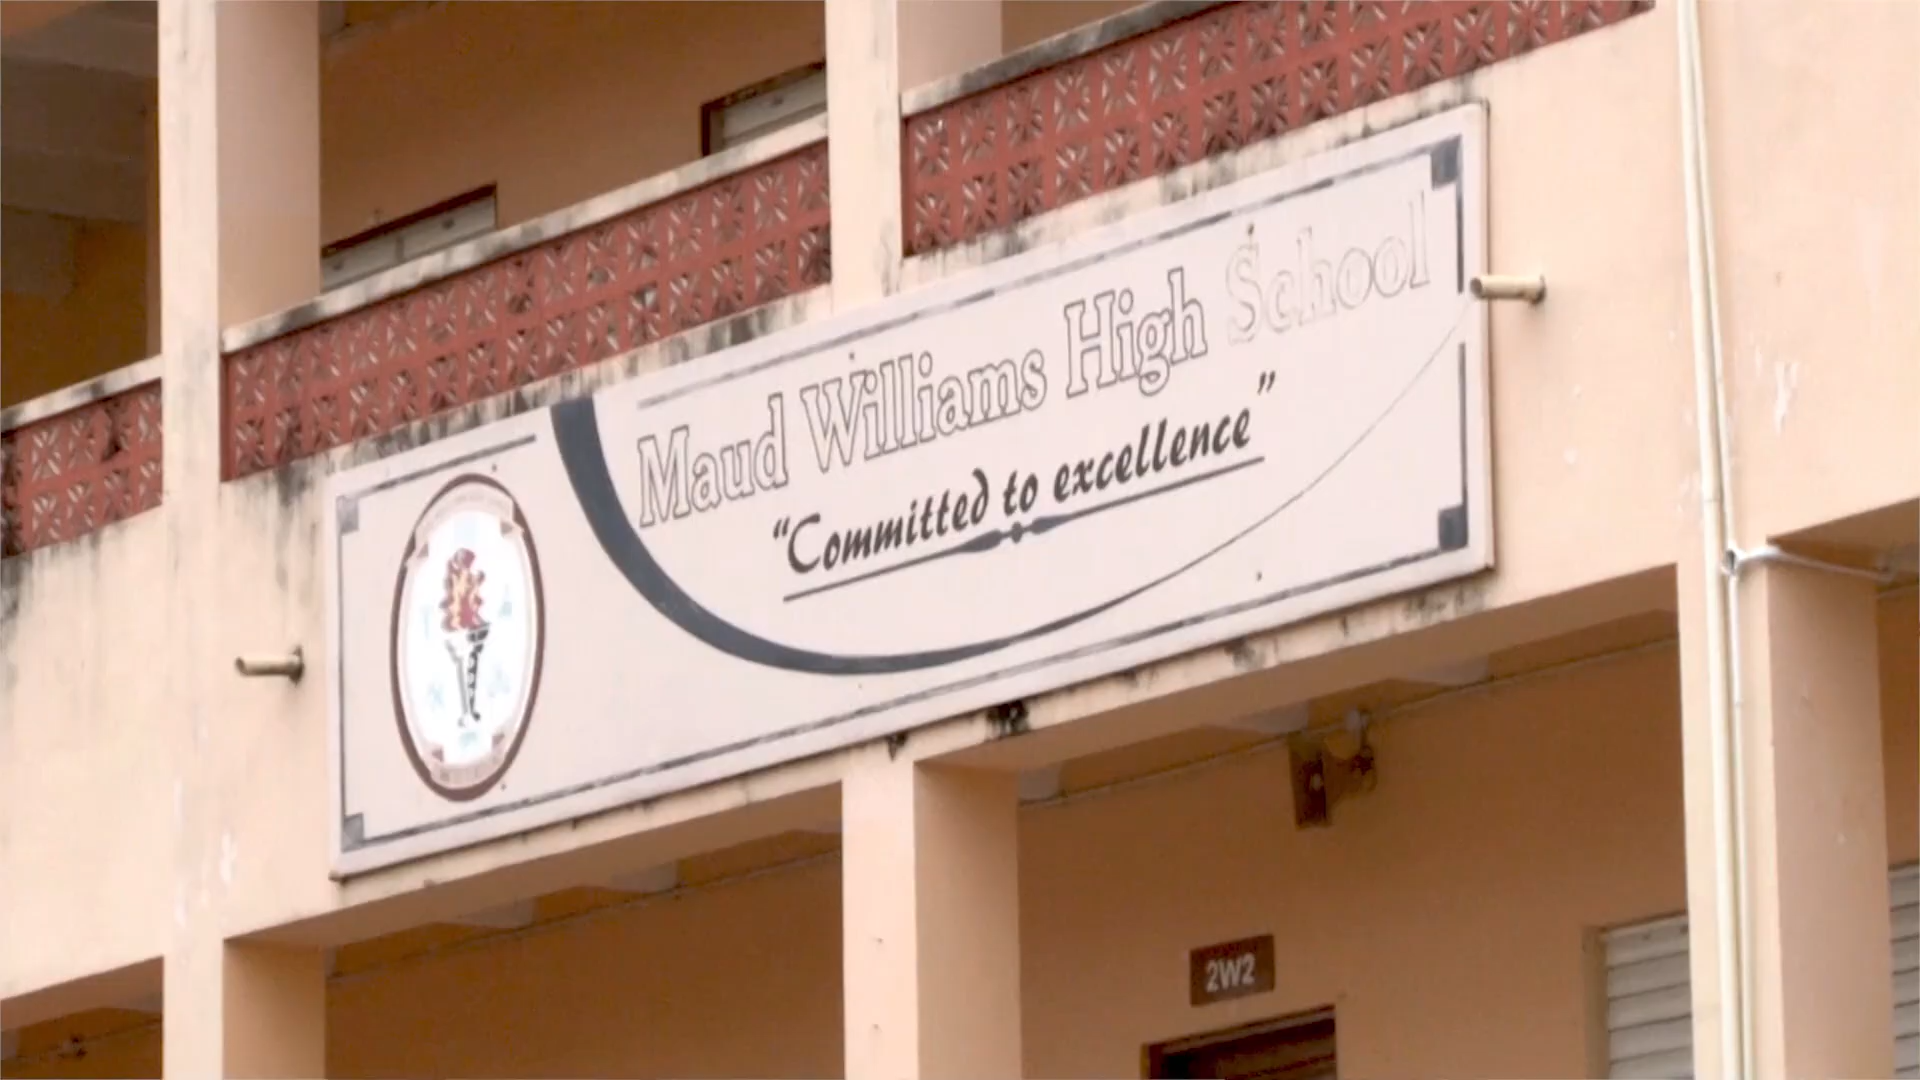 Maud Williams High School
“Committed to excellence”
2W2